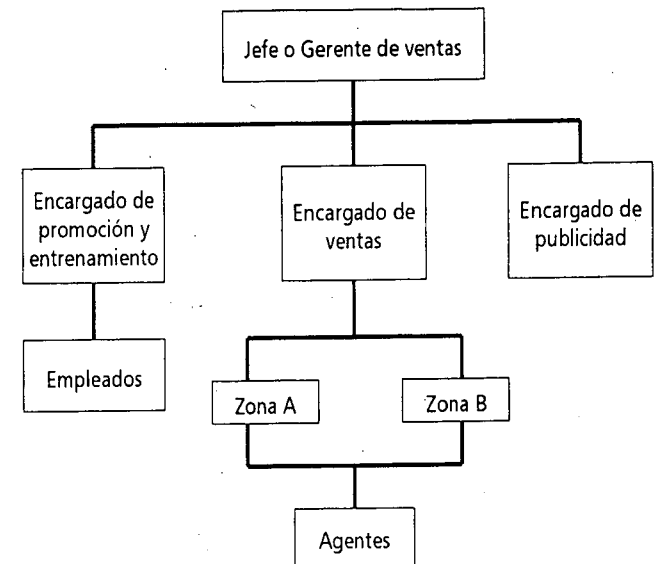 Jefe o Gerente de ventas
Encargado de
promoción y
entrenamiento
Encargado de
ventas
Encargado de
publicidad
Empleados
Zona A
Zona B
Agentes